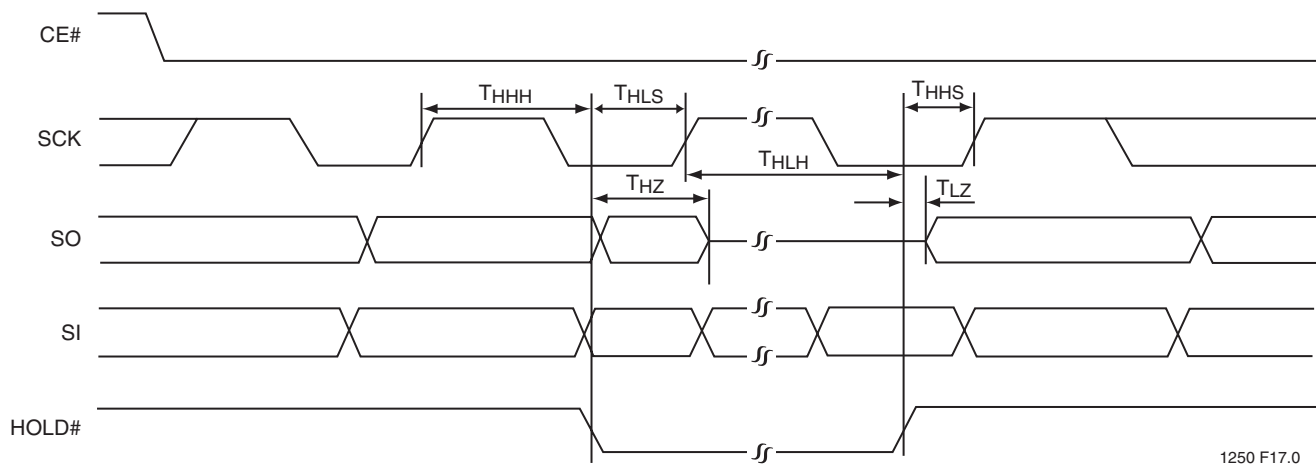 CE#
THHH
THLS
THHS
SCK
THLH
THZ
TLZ
SO
SI
HOLD#
1250 F17.0